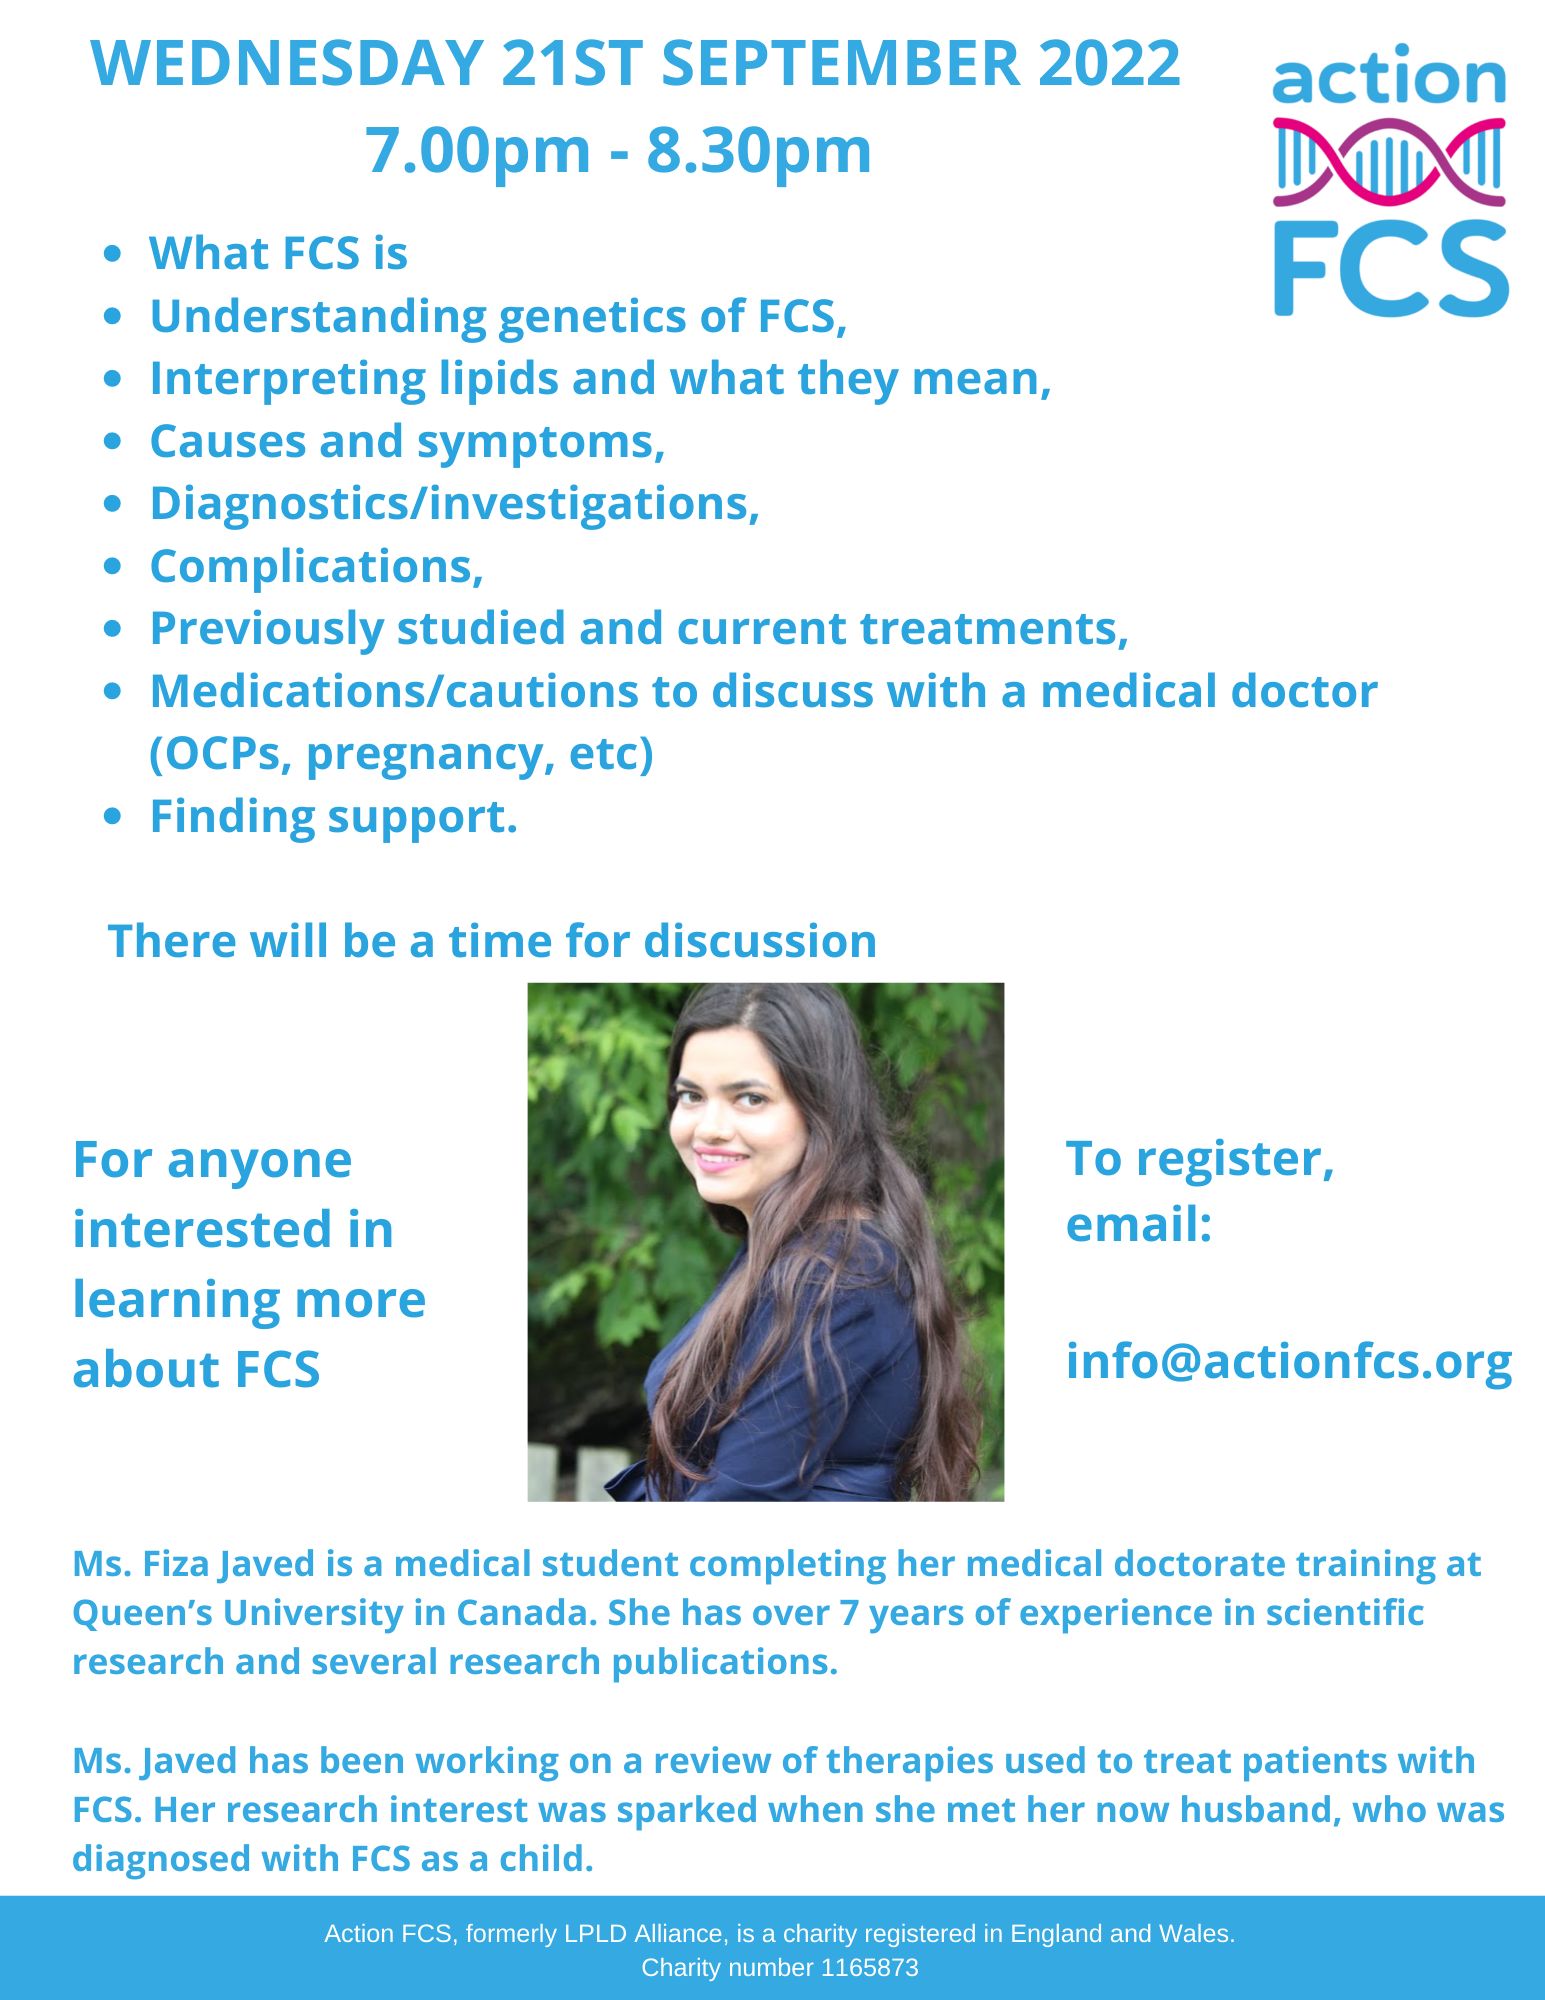 WEDNESDAY 21ST SEPTEMBER 2022
7.00pm - 8.30pm
action
FCS
• What FCS is
• Understanding genetics of FCS,
• Interpreting lipids and what they mean,
• Causes and symptoms,
• Diagnostics/investigations,
• Complications,
• Previously studied and current treatments,
• Medications/cautions to discuss with a medical doctor
(OCPs, pregnancy, etc)
• Finding support.
There will be a time for discussion
For anyone
interested in
learning more
about FCS
To register,
email:
info@actionfcs.org
Ms. Fiza Javed is a medical student completing her medical doctorate training at
Queen’s University in Canada. She has over 7 years of experience in scientific
research and several research publications.
Ms. Javed has been working on a review of therapies used to treat patients with
FCS. Her research interest was sparked when she met her now husband, who was
diagnosed with FCS as a child.
Action FCS, formerly LPLD Alliance, is a charity registered in England and Wales.
Charity number 1165873